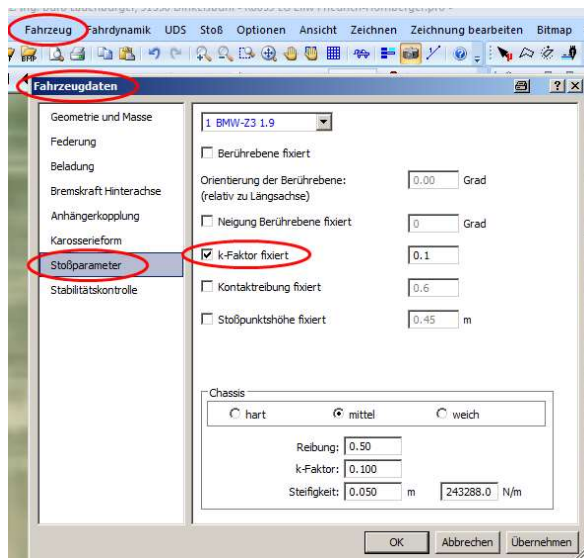 Fahrzeug Fahrdynamik UDS Stoß Optionen Ansicht Zeichnen Zeichnung bearbeiten Bitmap
Fahrzeugdaten
Geometrie und Masse
Federung
Beladung
Bremskraft Hinterachse
Anhängerkopplung
Karosserieform
Stoßparameter
Stabilitätskontrolle
1 BMW-Z3 1.9
Berührebene fixiert
Orientierung der Berührebene: 0.00 Grad
(relativ zu Längsachse)
Neigung Berührebene fixiert 0 Grad
k-Faktor fixiert 0.1
Kontaktreibung fixiert 0.6
Stoßpunktshöhe fixiert 0.45 m
Chassis
hart mittel weich
Reibung: 0.50
k-Faktor: 0.100
Steifigkeit: 0.050 m 243288.0 N/m
OK Abbrechen Übernehmen